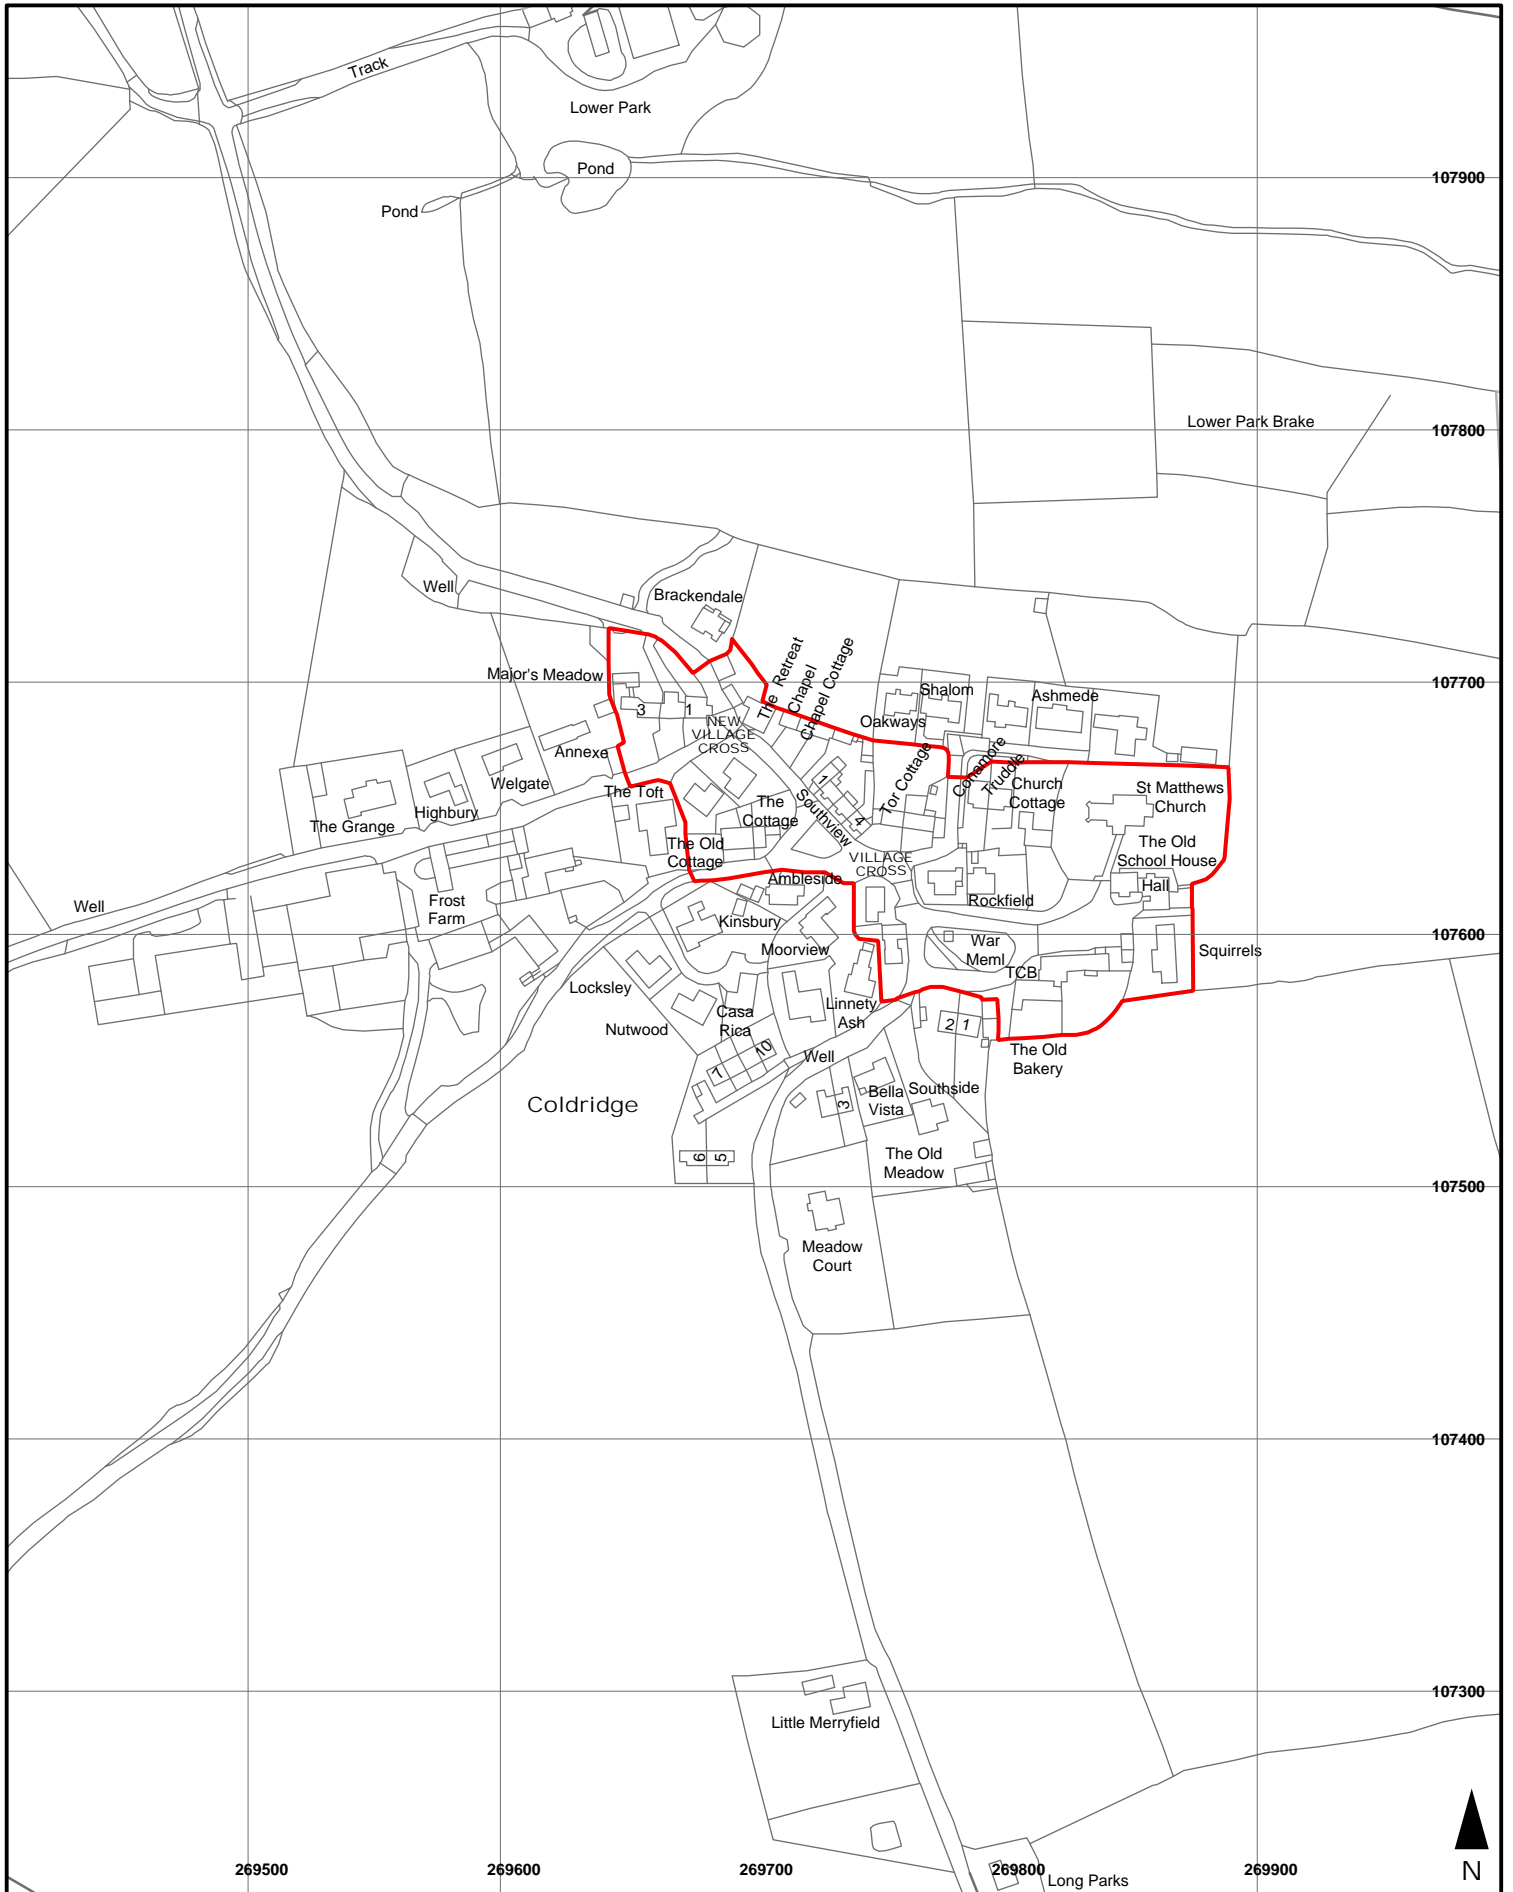 Track
Lower Park
Pond
107900
Pond
Lower Park Brake
107800
Well
Brackendale
The Retreat
Chapel
Chapel Cottage
Major's Meadow
107700
Shalom
Ashmede
3
1
NEW
VILLAGE
CROSS
Oakways
Annexe
Welgate
Tor Cottage
Conemore
Truddle
Church
Cottage
St Matthews
Church
The Toft
1
Southview
4
The
Cottage
Highbury
The Grange
The Old
Cottage
VILLAGE
CROSS
The Old
School House
Ambleside
Hall
Well
Frost
Farm
Rockfield
Kinsbury
Moorview
War
Meml
107600
Squirrels
TCB
Locksley
Linnety
Ash
Nutwood
Casa
Rica
2
1
10
7
Well
The Old
Bakery
Coldridge
3
Bella
Vista
Southside
6
5
The Old
Meadow
107500
Meadow
Court
107400
107300
Little Merryfield
269500
269600
269700
269800
269900
Long Parks
N